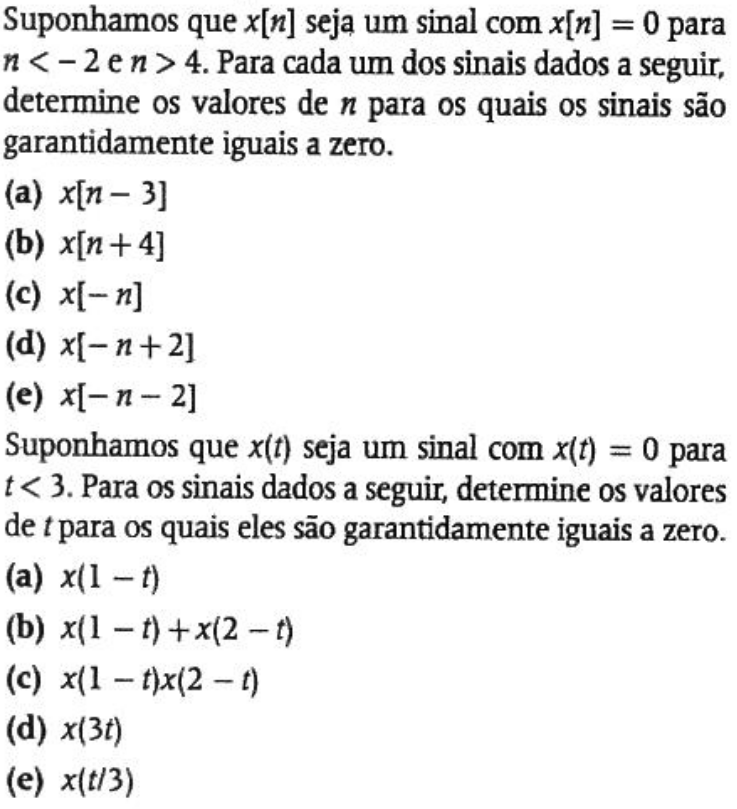 Suponhamos que x[n] seja um sinal com x[n] = 0 para
n < − 2 e n > 4. Para cada um dos sinais dados a seguir,
determine os valores de n para os quais os sinais são
garantidamente iguais a zero.
(a) x[n − 3]
(b) x[n + 4]
(c) x[− n]
(d) x[− n + 2]
(e) x[− n − 2]
Suponhamos que x(t) seja um sinal com x(t) = 0 para
t < 3. Para os sinais dados a seguir, determine os valores
de t para os quais eles são garantidamente iguais a zero.
(a) x(1 − t)
(b) x(1 − t) + x(2 − t)
(c) x(1 − t)x(2 − t)
(d) x(3t)
(e) x(t/3)